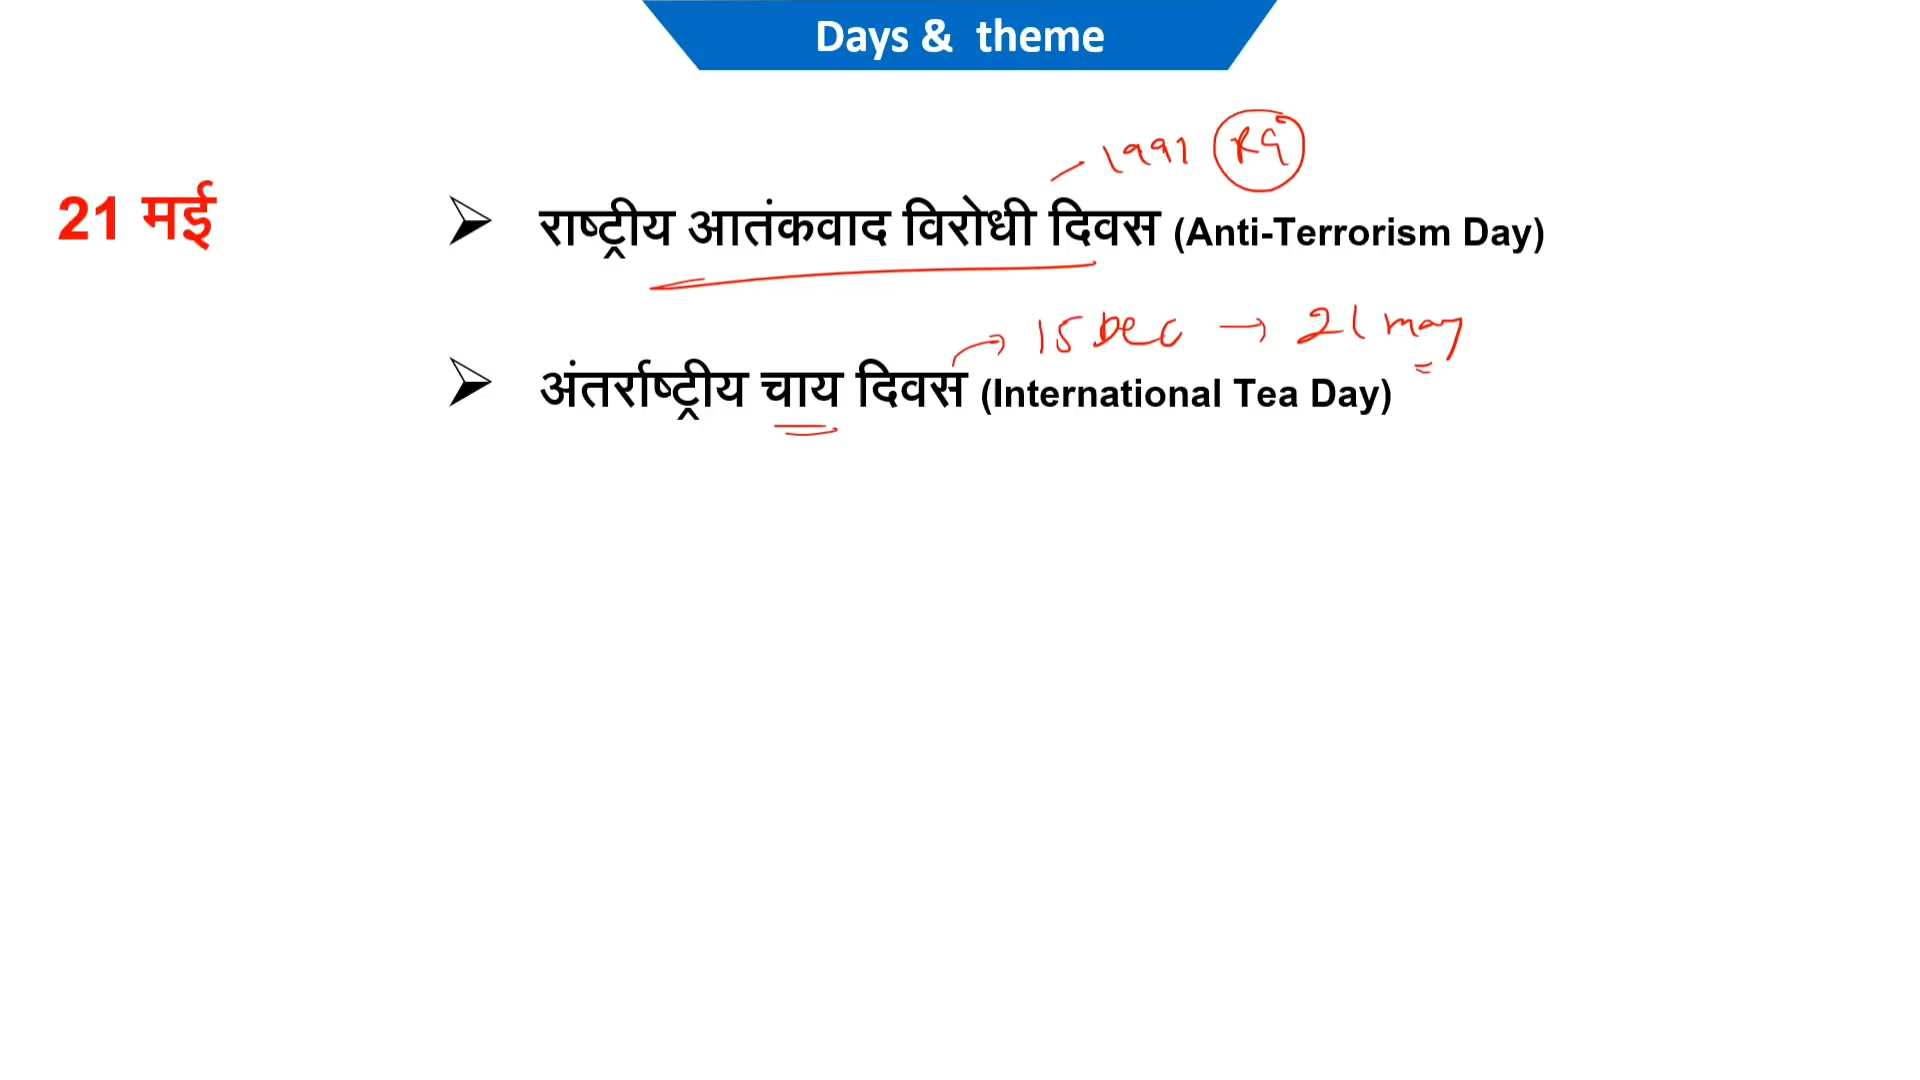 Days & theme
1991 RG
21 मई
राष्ट्रीय आतंकवाद विरोधी दिवस (Anti-Terrorism Day)
15 Dec → 21 may
अंतर्राष्ट्रीय चाय दिवस (International Tea Day)